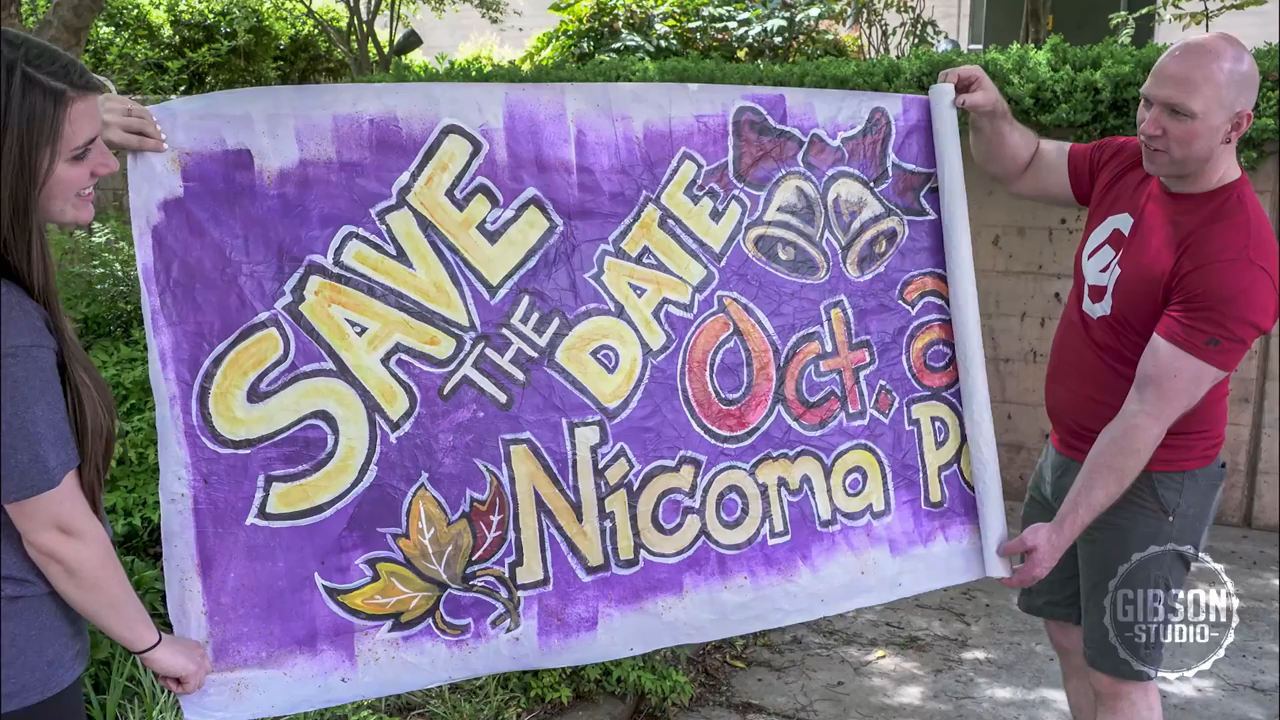 SAVE
THE
DATE
Oct.
Nicoma
GIBSON
-STUDIO-